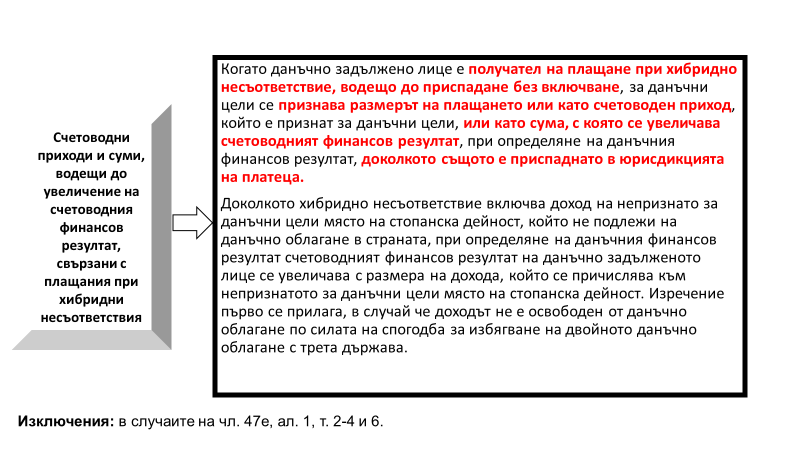 Счетоводни
приходи и суми,
водещи до
увеличение на
счетоводния
финансов
резултат,
свързани с
плащания при
хибридни
несъответствия
Когато данъчно задължено лице е получател на плащане при хибридно
несъответствие, водещо до приспадане без включване, за данъчни
цели се признава размерът на плащането или като счетоводен приход,
който е признат за данъчни цели, или като сума, с която се увеличава
счетоводният финансов резултат, при определяне на данъчния
финансов резултат, доколкото същото е приспаднато в юрисдикцията
на платеца.
Доколкото хибридно несъответствие включва доход на непризнато за
данъчни цели място на стопанска дейност, който не подлежи на
данъчно облагане в страната, при определяне на данъчния финансов
резултат счетоводният финансов резултат на данъчно задълженото
лице се увеличава с размера на дохода, който се причислява към
непризнатото за данъчни цели място на стопанска дейност. Изречение
първо се прилага, в случай че доходът не е освободен от данъчно
облагане по силата на спогодба за избягване на двойното данъчно
облагане с трета държава.
Изключения: в случаите на чл. 47е, ал. 1, т. 2-4 и 6.